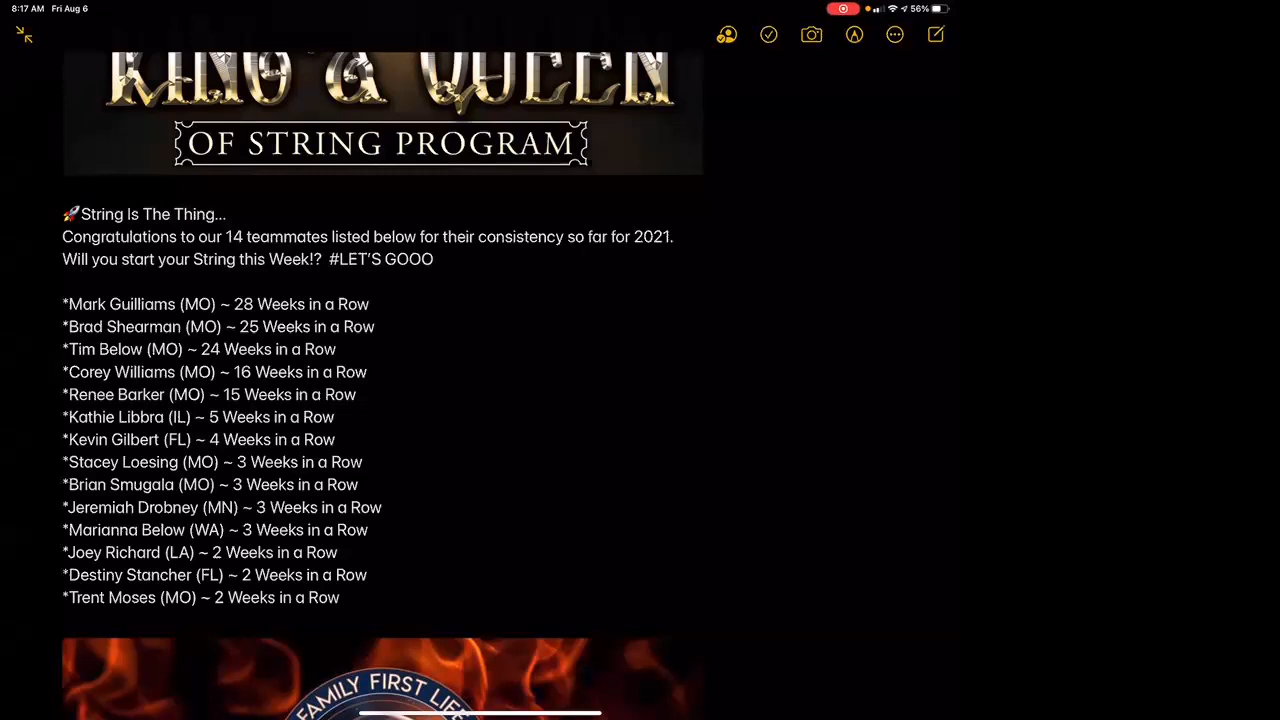 8:17 AM Fri Aug 6
56%
KING & QUEEN
OF STRING PROGRAM
🚀String Is The Thing...
Congratulations to our 14 teammates listed below for their consistency so far for 2021.
Will you start your String this Week!? #LET'S GOOO
*Mark Guilliams (MO) ~ 28 Weeks in a Row
*Brad Shearman (MO) ~ 25 Weeks in a Row
*Tim Below (MO) ~ 24 Weeks in a Row
*Corey Williams (MO) ~ 16 Weeks in a Row
*Renee Barker (MO) ~ 15 Weeks in a Row
*Kathie Libbra (IL) ~ 5 Weeks in a Row
*Kevin Gilbert (FL) ~ 4 Weeks in a Row
*Stacey Loesing (MO) ~ 3 Weeks in a Row
*Brian Smugala (MO) ~ 3 Weeks in a Row
*Jeremiah Drobney (MN) ~ 3 Weeks in a Row
*Marianna Below (WA) ~ 3 Weeks in a Row
*Joey Richard (LA) ~ 2 Weeks in a Row
*Destiny Stancher (FL) ~ 2 Weeks in a Row
*Trent Moses (MO) ~ 2 Weeks in a Row
FAMILY FIRST LIFE